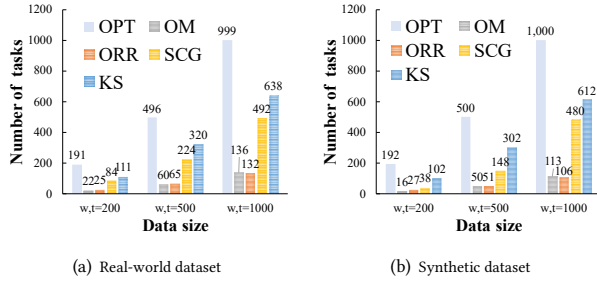 1200
1000
800
600
400
200
0
Number of tasks
OPT
OM
ORR
SCG
KS
191
22
25
84
111
496
60
65
224
320
999
136
132
492
638
w,t=200
w,t=500
w,t=1000
Data size
(a) Real-world dataset
1200
1000
800
600
400
200
0
Number of tasks
OPT
OM
ORR
SCG
KS
192
16
27
38
102
500
50
51
148
302
1,000
113
106
480
612
w,t=200
w,t=500
w,t=1000
Data size
(b) Synthetic dataset